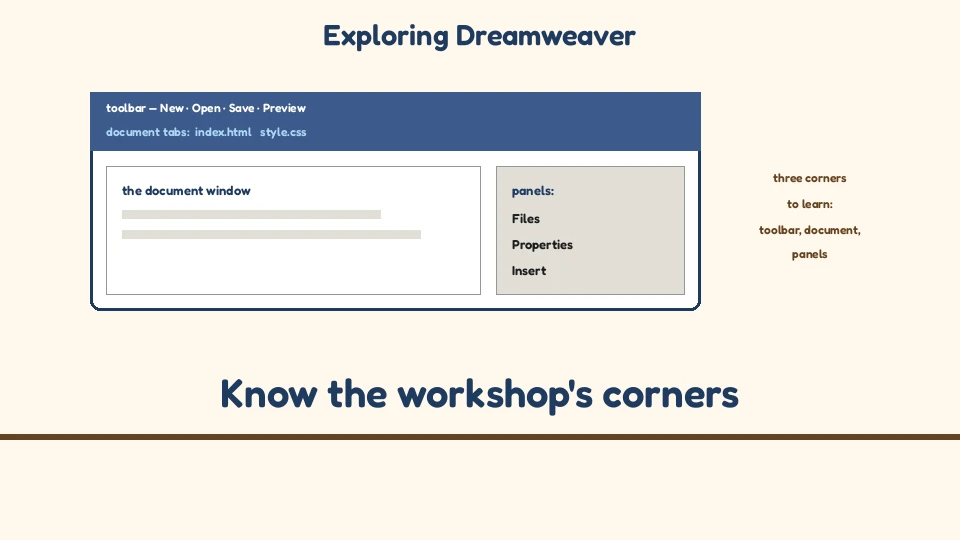 Exploring Dreamweaver
toolbar — New · Open · Save · Preview
document tabs: index.html style.css
the document window
panels:
Files
Properties
Insert
three corners
to learn:
toolbar, document,
panels
Know the workshop's corners